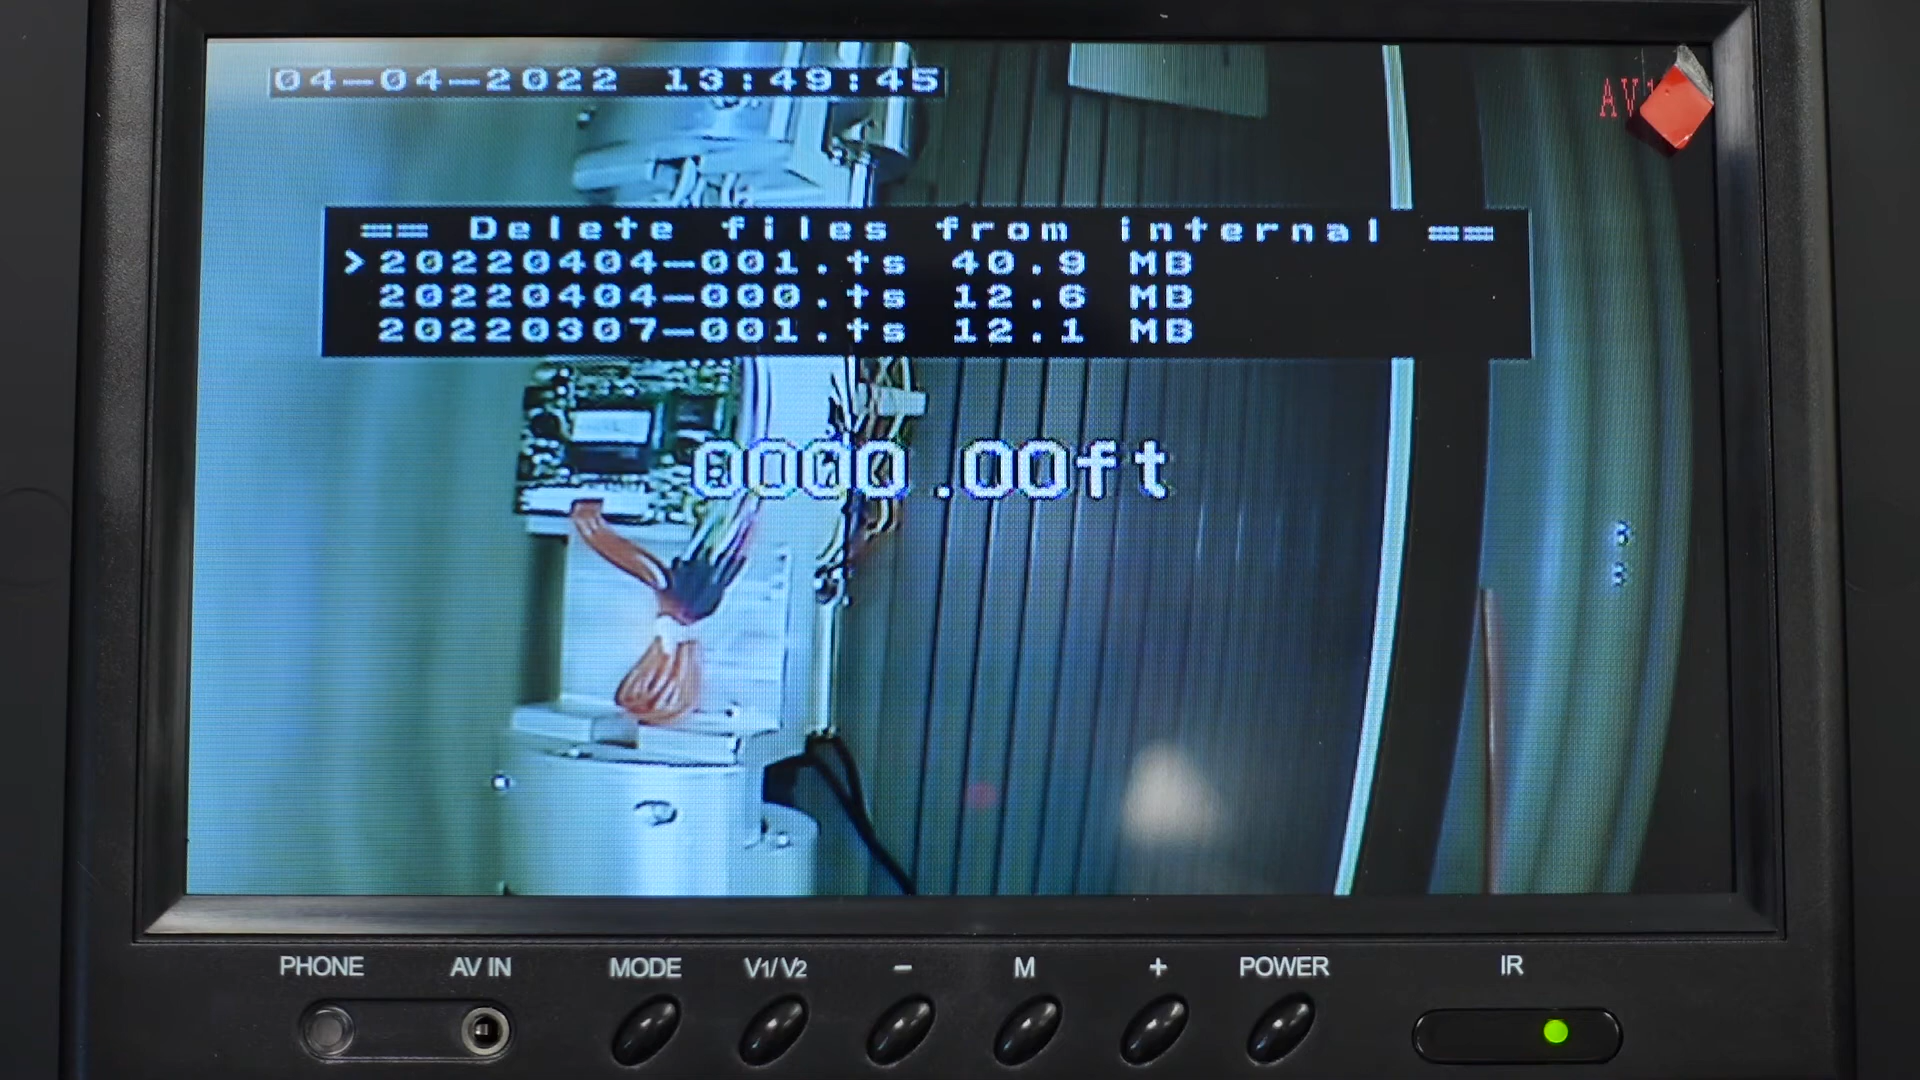 04-04-2022 13:49:45
AV1
== Delete files from internal ==
>20220404-001.ts 40.9 MB
20220404-000.ts 12.6 MB
20220307-001.ts 12.1 MB
0000.00ft
PHONE AV IN MODE V1/V2 − M + POWER IR